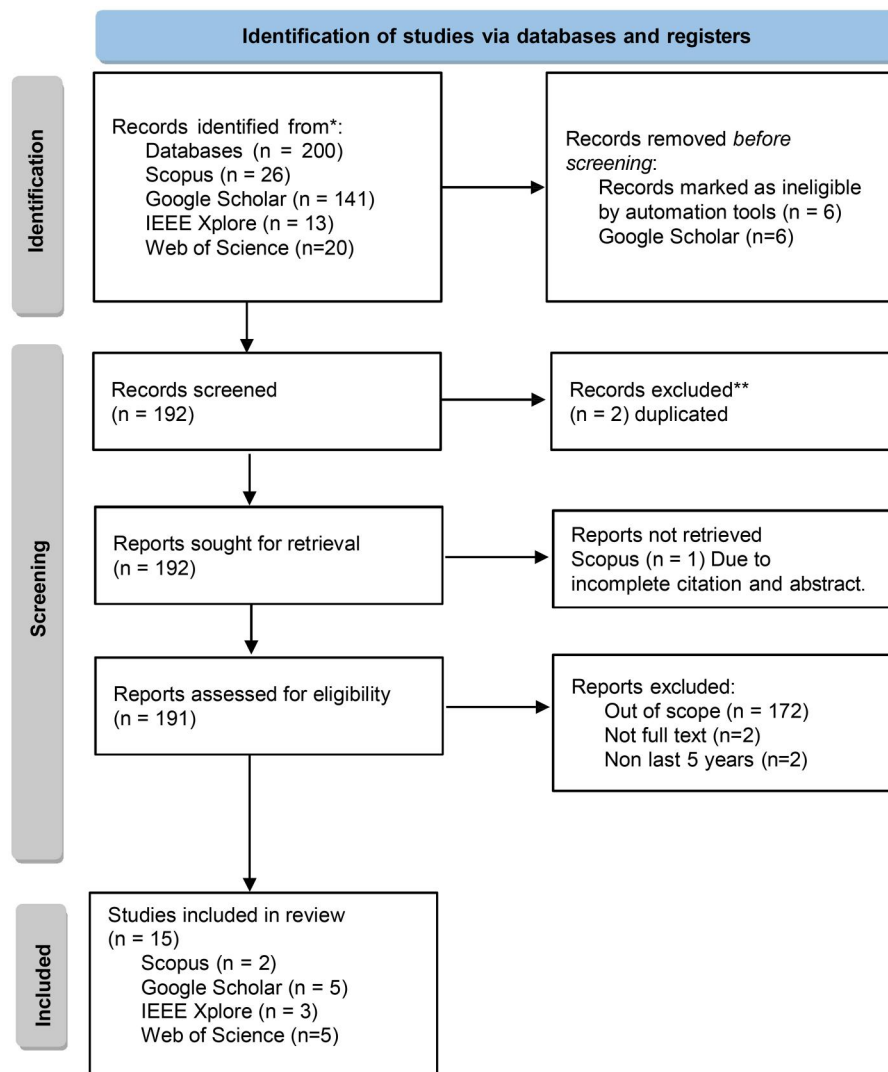 Identification of studies via databases and registers
Identification
Records identified from*:
Databases (n = 200)
Scopus (n = 26)
Google Scholar (n = 141)
IEEE Xplore (n = 13)
Web of Science (n=20)
Records removed before
screening:
Records marked as ineligible
by automation tools (n = 6)
Google Scholar (n=6)
Screening
Records screened
(n = 192)
Records excluded**
(n = 2) duplicated
Reports sought for retrieval
(n = 192)
Reports not retrieved
Scopus (n = 1) Due to
incomplete citation and abstract.
Reports assessed for eligibility
(n = 191)
Reports excluded:
Out of scope (n = 172)
Not full text (n=2)
Non last 5 years (n=2)
Included
Studies included in review
(n = 15)
Scopus (n = 2)
Google Scholar (n = 5)
IEEE Xplore (n = 3)
Web of Science (n=5)